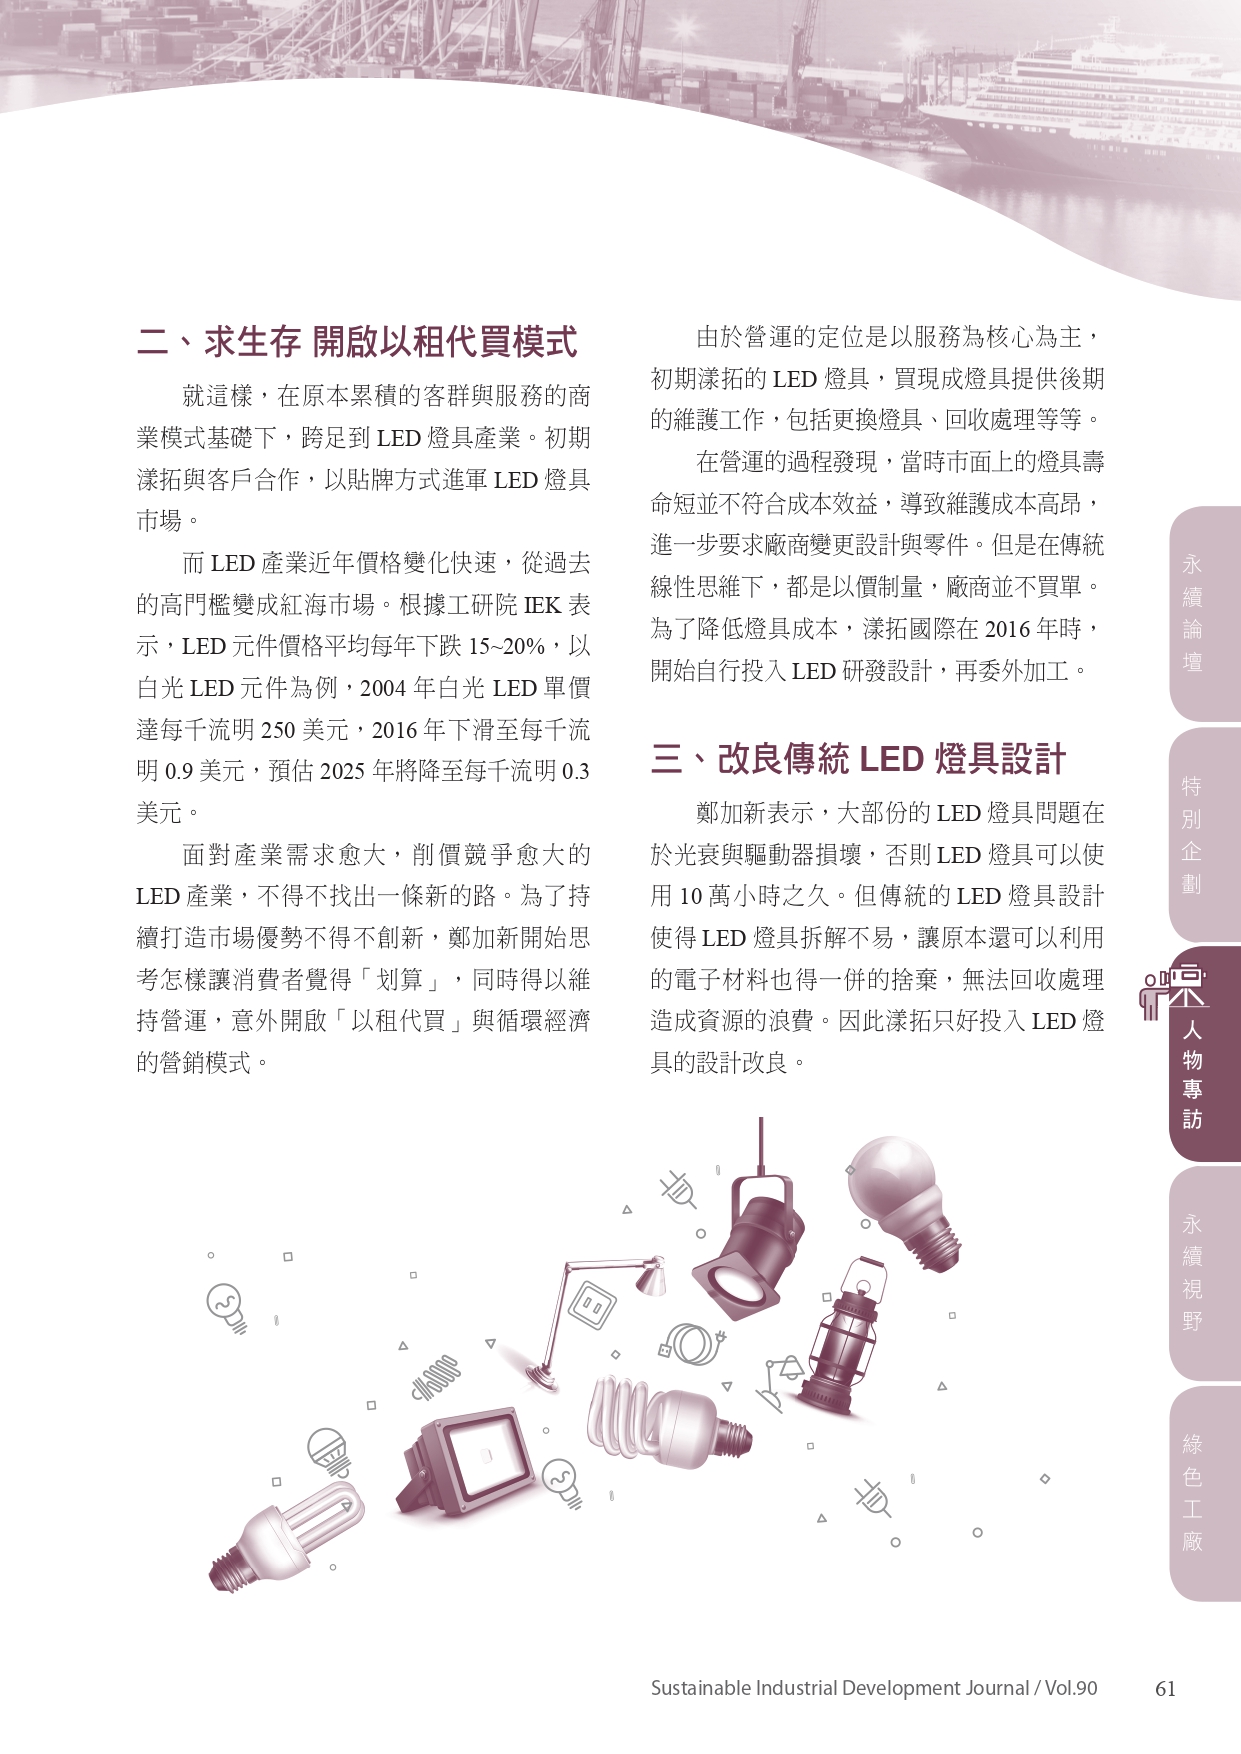 二、求生存 開啟以租代買模式
就這樣，在原本累積的客群與服務的商
業模式基礎下，跨足到 LED 燈具產業。初期
漾拓與客戶合作，以貼牌方式進軍 LED 燈具
市場。
而 LED 產業近年價格變化快速，從過去
的高門檻變成紅海市場。根據工研院 IEK 表
示，LED 元件價格平均每年下跌 15~20%，以
白光 LED 元件為例，2004 年白光 LED 單價
達每千流明 250 美元，2016 年下滑至每千流
明 0.9 美元，預估 2025 年將降至每千流明 0.3
美元。
面對產業需求愈大，削價競爭愈大的
LED 產業，不得不找出一條新的路。為了持
續打造市場優勢不得不創新，鄭加新開始思
考怎樣讓消費者覺得「划算」，同時得以維
持營運，意外開啟「以租代買」與循環經濟
的營銷模式。
由於營運的定位是以服務為核心為主，
初期漾拓的 LED 燈具，買現成燈具提供後期
的維護工作，包括更換燈具、回收處理等等。
在營運的過程發現，當時市面上的燈具壽
命短並不符合成本效益，導致維護成本高昂，
進一步要求廠商變更設計與零件。但是在傳統
線性思維下，都是以價制量，廠商並不買單。
為了降低燈具成本，漾拓國際在 2016 年時，
開始自行投入 LED 研發設計，再委外加工。
三、改良傳統 LED 燈具設計
鄭加新表示，大部份的 LED 燈具問題在
於光衰與驅動器損壞，否則 LED 燈具可以使
用 10 萬小時之久。但傳統的 LED 燈具設計
使得 LED 燈具拆解不易，讓原本還可以利用
的電子材料也得一併的捨棄，無法回收處理
造成資源的浪費。因此漾拓只好投入 LED 燈
具的設計改良。
永續論壇
特別企劃
人物專訪
永續視野
綠色工廠
Sustainable Industrial Development Journal / Vol.90
61